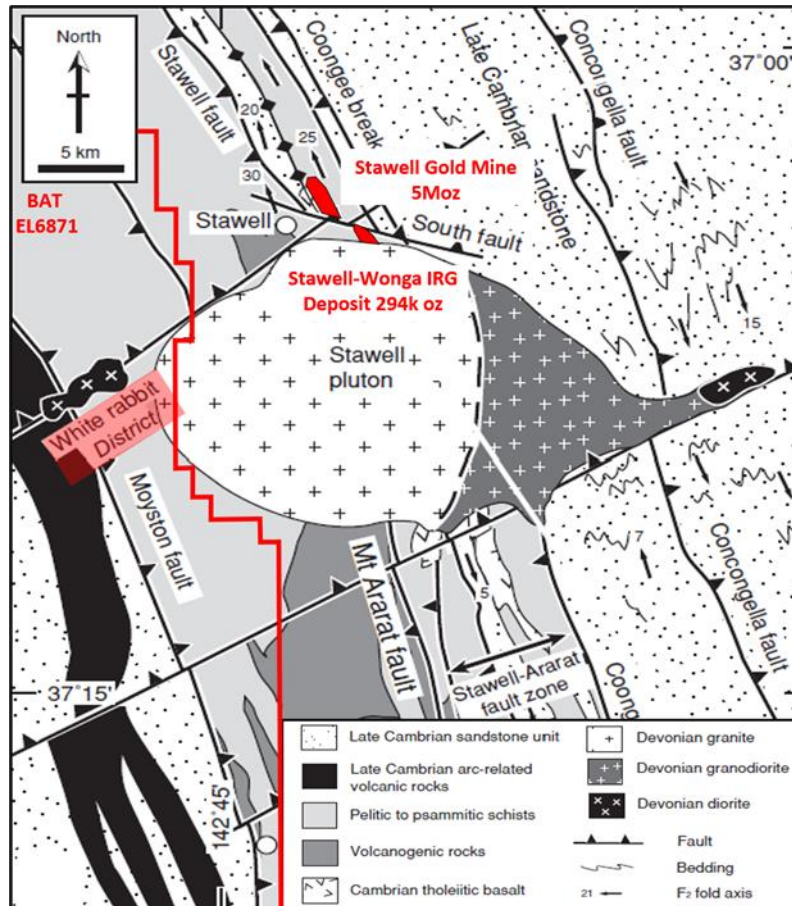 North
5 km
BAT
EL6871
Stawell fault
20
30
25
Coongee break
Late Cambrian sandstone
Concongella fault
37°00'
Stawell Gold Mine
5Moz
Stawell
South fault
Stawell-Wonga IRG
Deposit 294k oz
Stawell
pluton
15
White rabbit
District
Moyston fault
Mt Ararat fault
7
5
Stawell-Ararat
fault zone
Concongella fault
37°15'
142°45'
Late Cambrian sandstone unit
Late Cambrian arc-related
volcanic rocks
Pelitic to psammitic schists
Volcanogenic rocks
Cambrian tholeiitic basalt
Devonian granite
Devonian granodiorite
Devonian diorite
Fault
Bedding
21
F2 fold axis